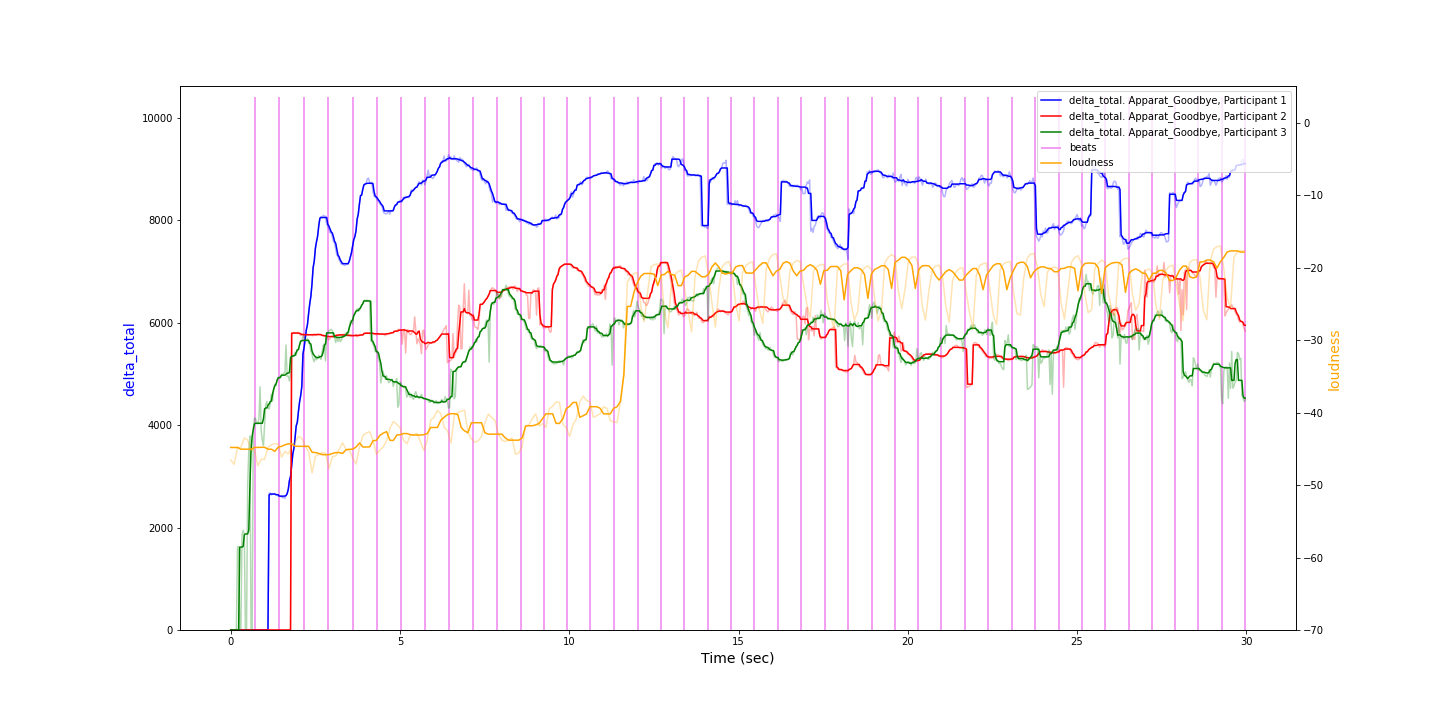 delta_total. Apparat_Goodbye, Participant 1
delta_total. Apparat_Goodbye, Participant 2
delta_total. Apparat_Goodbye, Participant 3
beats
loudness
10000
8000
6000
4000
2000
0
delta_total
0
−10
−20
−30
−40
−50
−60
−70
loudness
0
5
10
15
20
25
30
Time (sec)